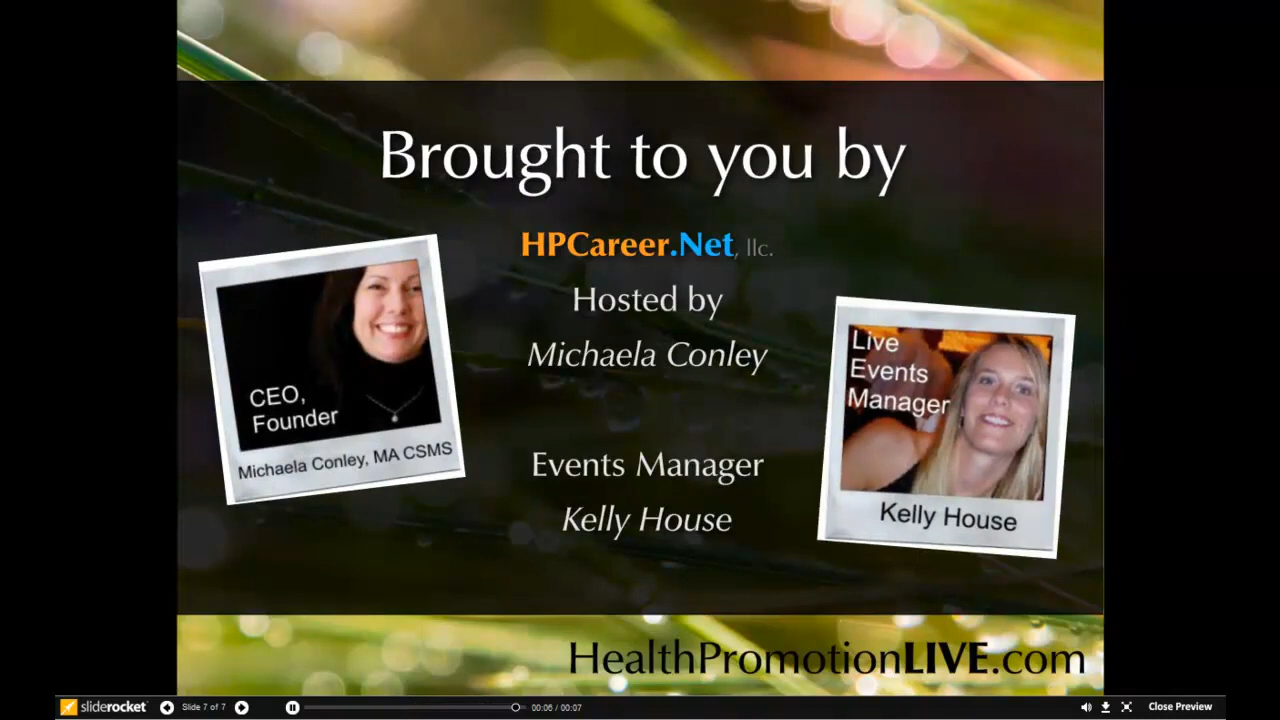 Brought to you by
HPCareer.Net, llc.
Hosted by
Michaela Conley
CEO,
Founder
Michaela Conley, MA CSMS
Live
Events
Manager
Kelly House
Events Manager
Kelly House
HealthPromotionLIVE.com
sliderocket
Slide 7 of 7
00:06 / 00:07
Close Preview